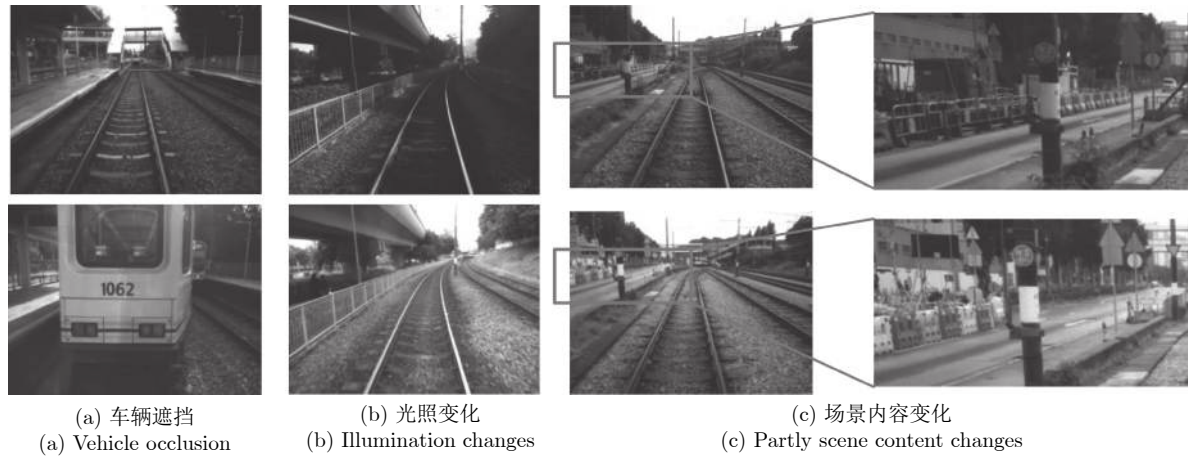 1062
(a) 车辆遮挡
(a) Vehicle occlusion
(b) 光照变化
(b) Illumination changes
(c) 场景内容变化
(c) Partly scene content changes